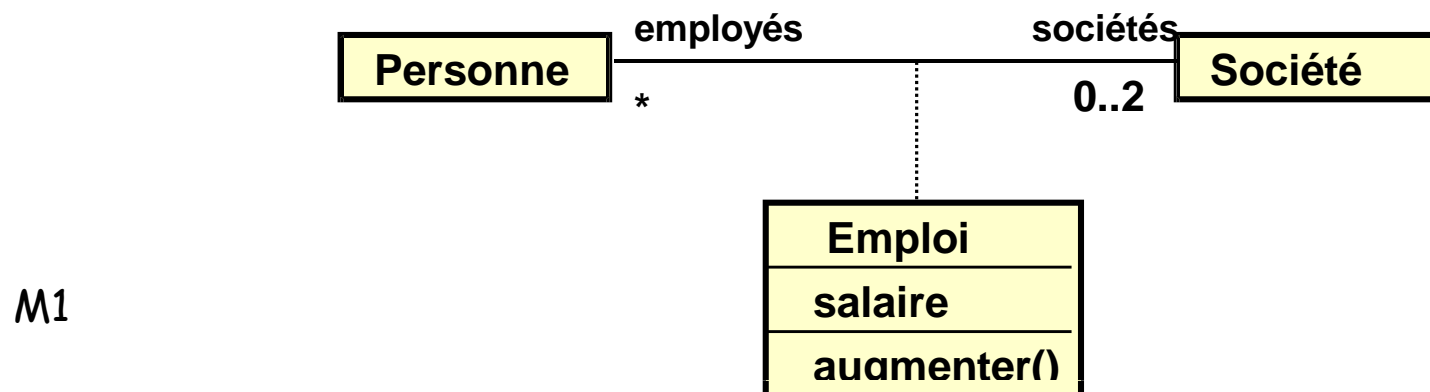 employés sociétés
Personne Société
* 0..2
Emploi
M1 salaire
augmenter()